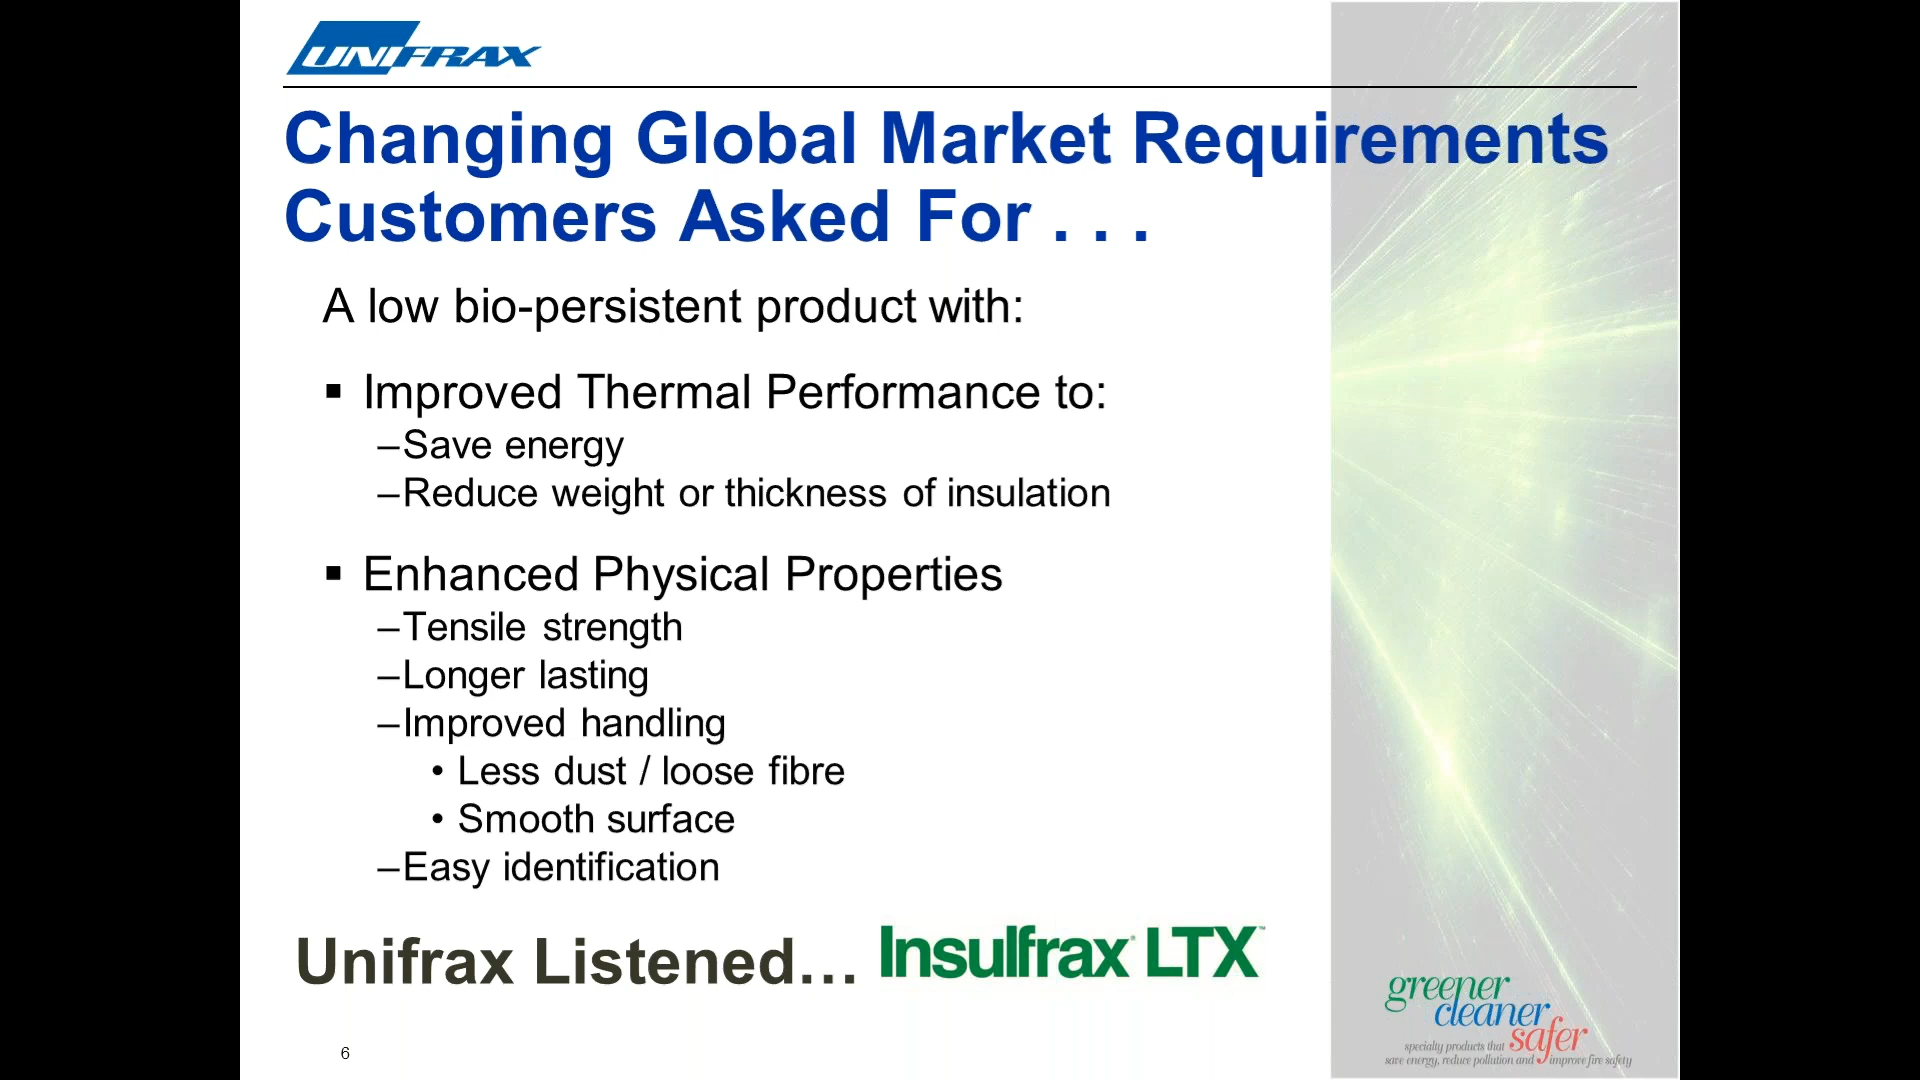 UNIFRAX
Changing Global Market Requirements
Customers Asked For . . .
A low bio-persistent product with:
▪ Improved Thermal Performance to:
–Save energy
–Reduce weight or thickness of insulation
▪ Enhanced Physical Properties
–Tensile strength
–Longer lasting
–Improved handling
• Less dust / loose fibre
• Smooth surface
–Easy identification
Unifrax Listened… Insulfrax® LTX™
greener
cleaner
safer
specialty products that
save energy, reduce pollution and improve fire safety
6